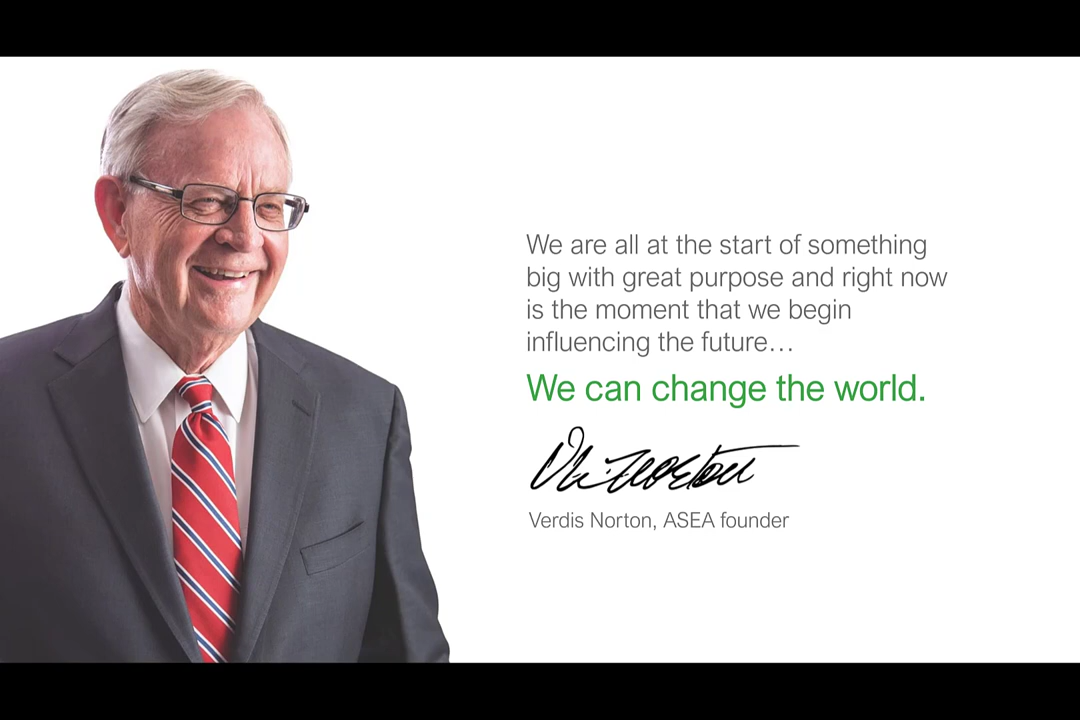 We are all at the start of something
big with great purpose and right now
is the moment that we begin
influencing the future…
We can change the world.
Verdis Norton, ASEA founder